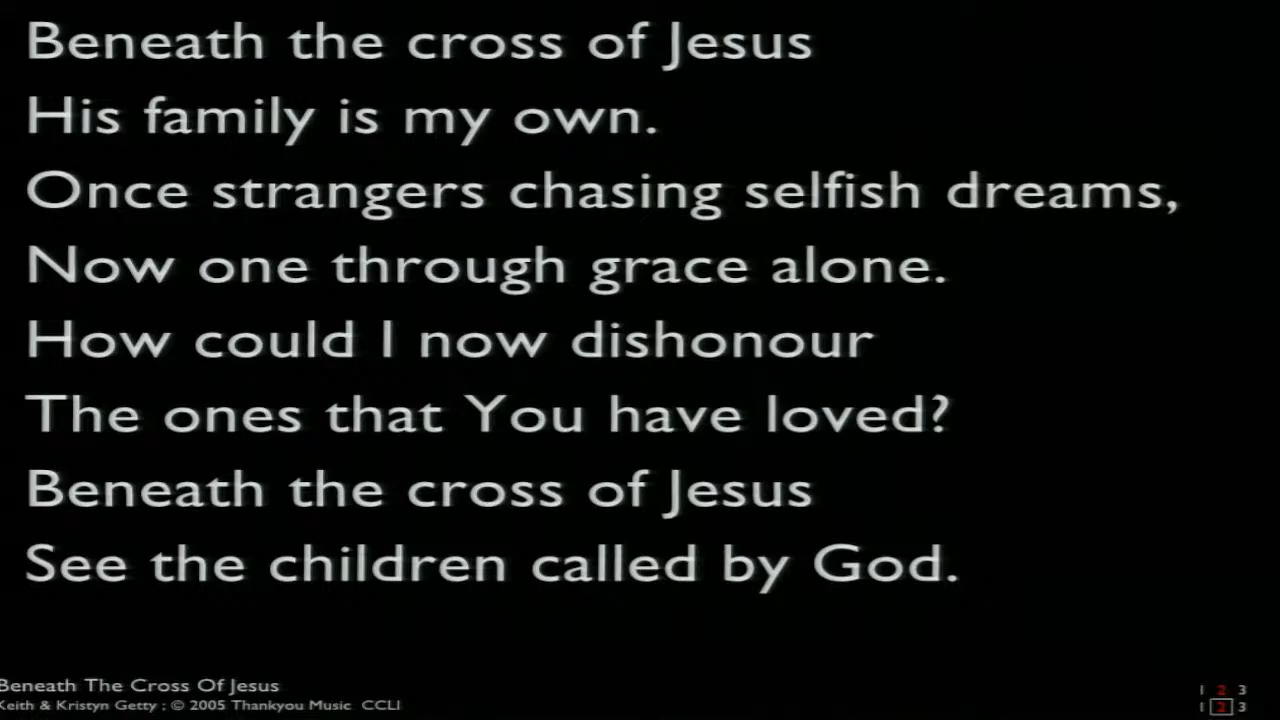 Beneath the cross of Jesus
His family is my own.
Once strangers chasing selfish dreams,
Now one through grace alone.
How could I now dishonour
The ones that You have loved?
Beneath the cross of Jesus
See the children called by God.
Beneath The Cross Of Jesus
Keith & Kristyn Getty ; © 2005 Thankyou Music CCLI
1 2 3
1 2 3